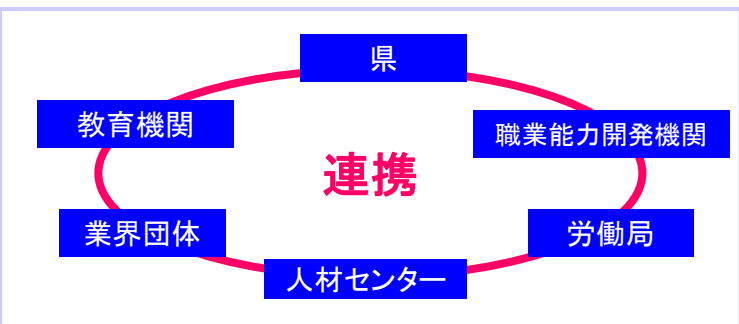 県
教育機関
職業能力開発機関
連携
業界団体
労働局
人材センター